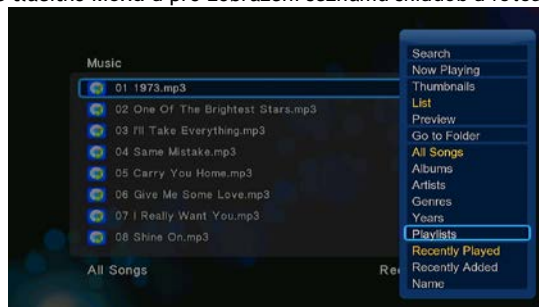 Music
01 1973.mp3
02 One Of The Brightest Stars.mp3
03 I'll Take Everything.mp3
04 Same Mistake.mp3
05 Carry You Home.mp3
06 Give Me Some Love.mp3
07 I Really Want You.mp3
08 Shine On.mp3
All Songs
Search
Now Playing
Thumbnails
List
Preview
Go to Folder
All Songs
Albums
Artists
Genres
Years
Playlists
Recently Played
Recently Added
Name